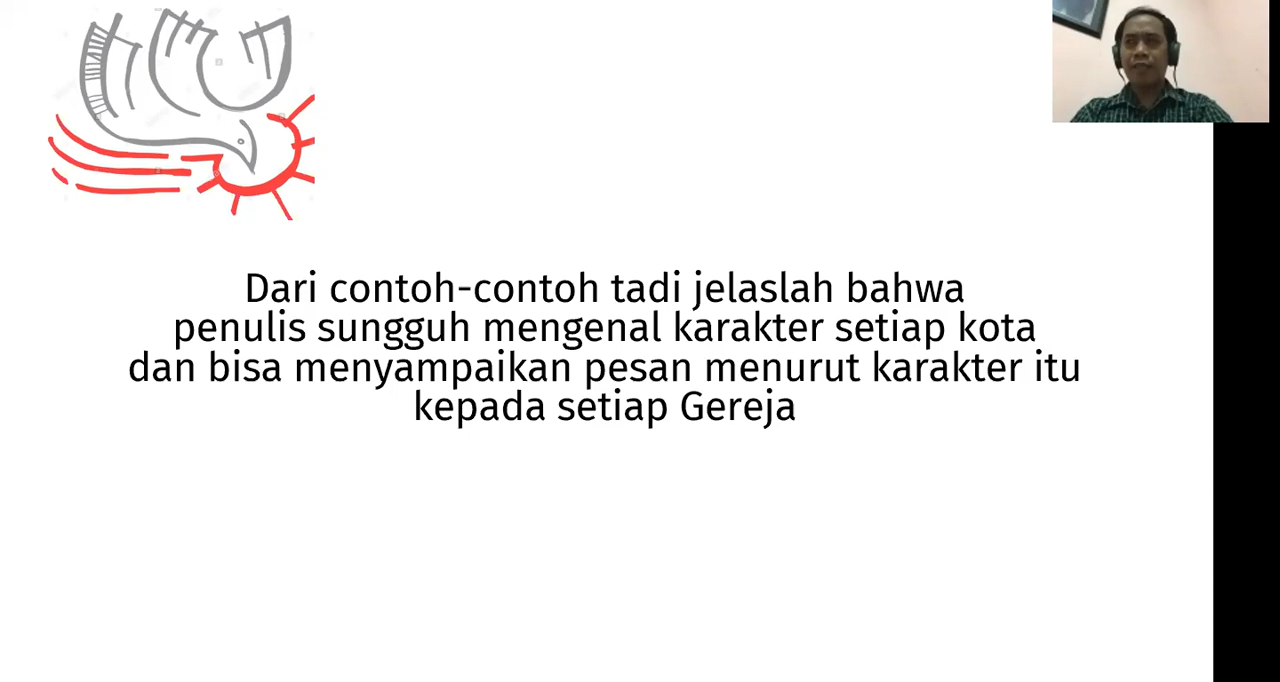 Dari contoh-contoh tadi jelaslah bahwa
penulis sungguh mengenal karakter setiap kota
dan bisa menyampaikan pesan menurut karakter itu
kepada setiap Gereja